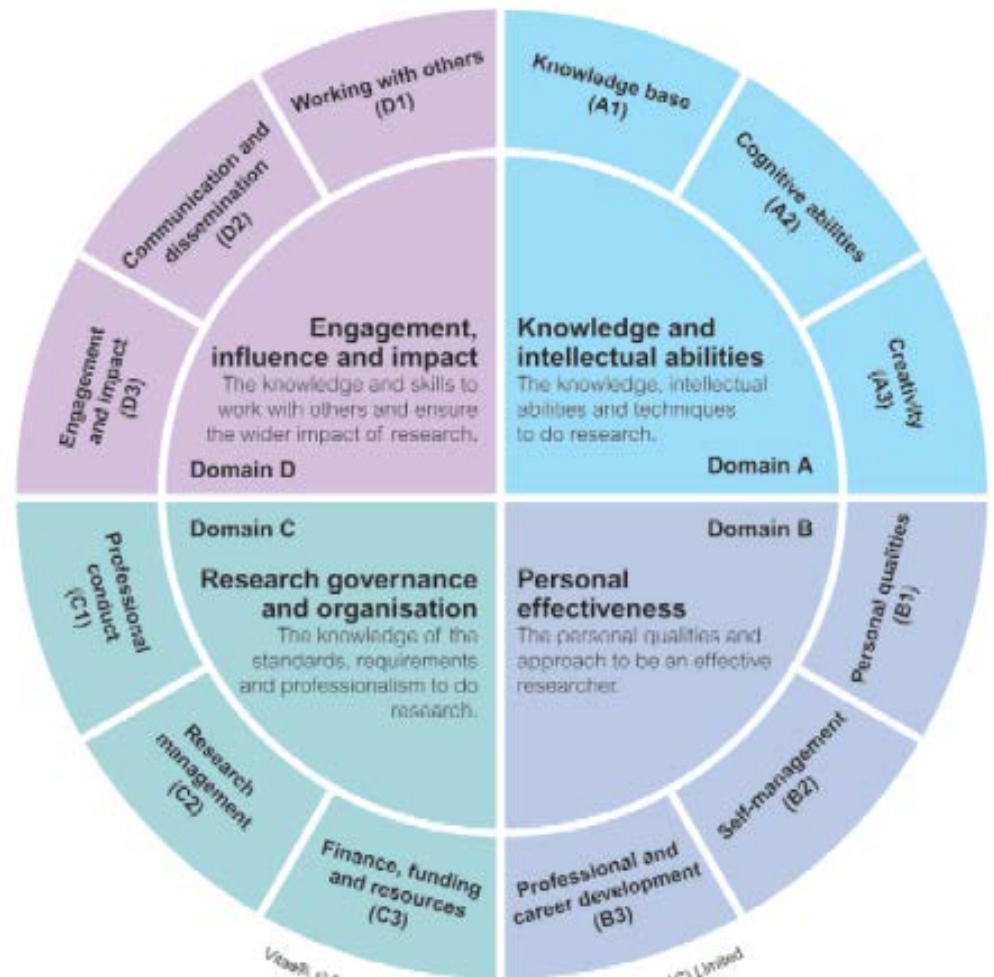 Working with others
(D1)
Knowledge base
(A1)
Communication and
dissemination
(D2)
Cognitive abilities
(A2)
Engagement
and impact
(D3)
Creativity
(A3)
Engagement,
influence and impact
The knowledge and skills to
work with others and ensure
the wider impact of research.
Domain D
Knowledge and
intellectual abilities
The knowledge, intellectual
abilities and techniques
to do research.
Domain A
Domain C
Research governance
and organisation
The knowledge of the
standards, requirements
and professionalism to do
research.
Domain B
Personal
effectiveness
The personal qualities and
approach to be an effective
researcher.
Professional
conduct
(C1)
Personal qualities
(B1)
Research
management
(C2)
Self-management
(B2)
Finance, funding
and resources
(C3)
Professional and
career development
(B3)
Limited